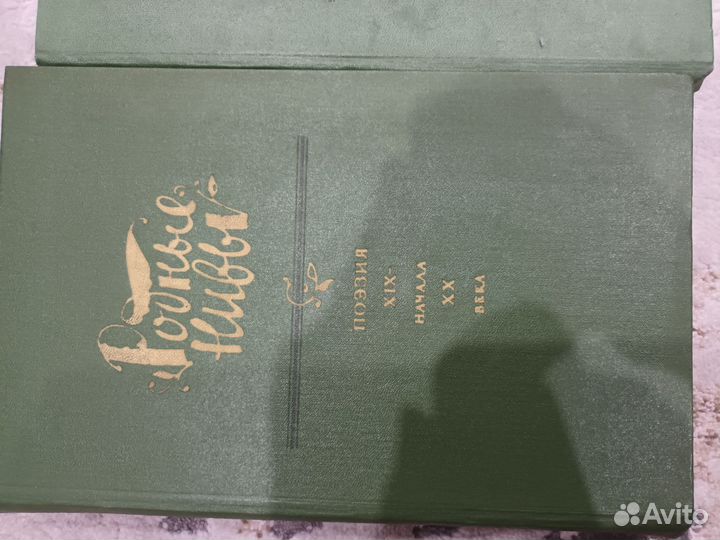 Родные
нивы
ПОЭЗИЯ
XIX-
НАЧАЛА
XX
ВЕКА
Avito